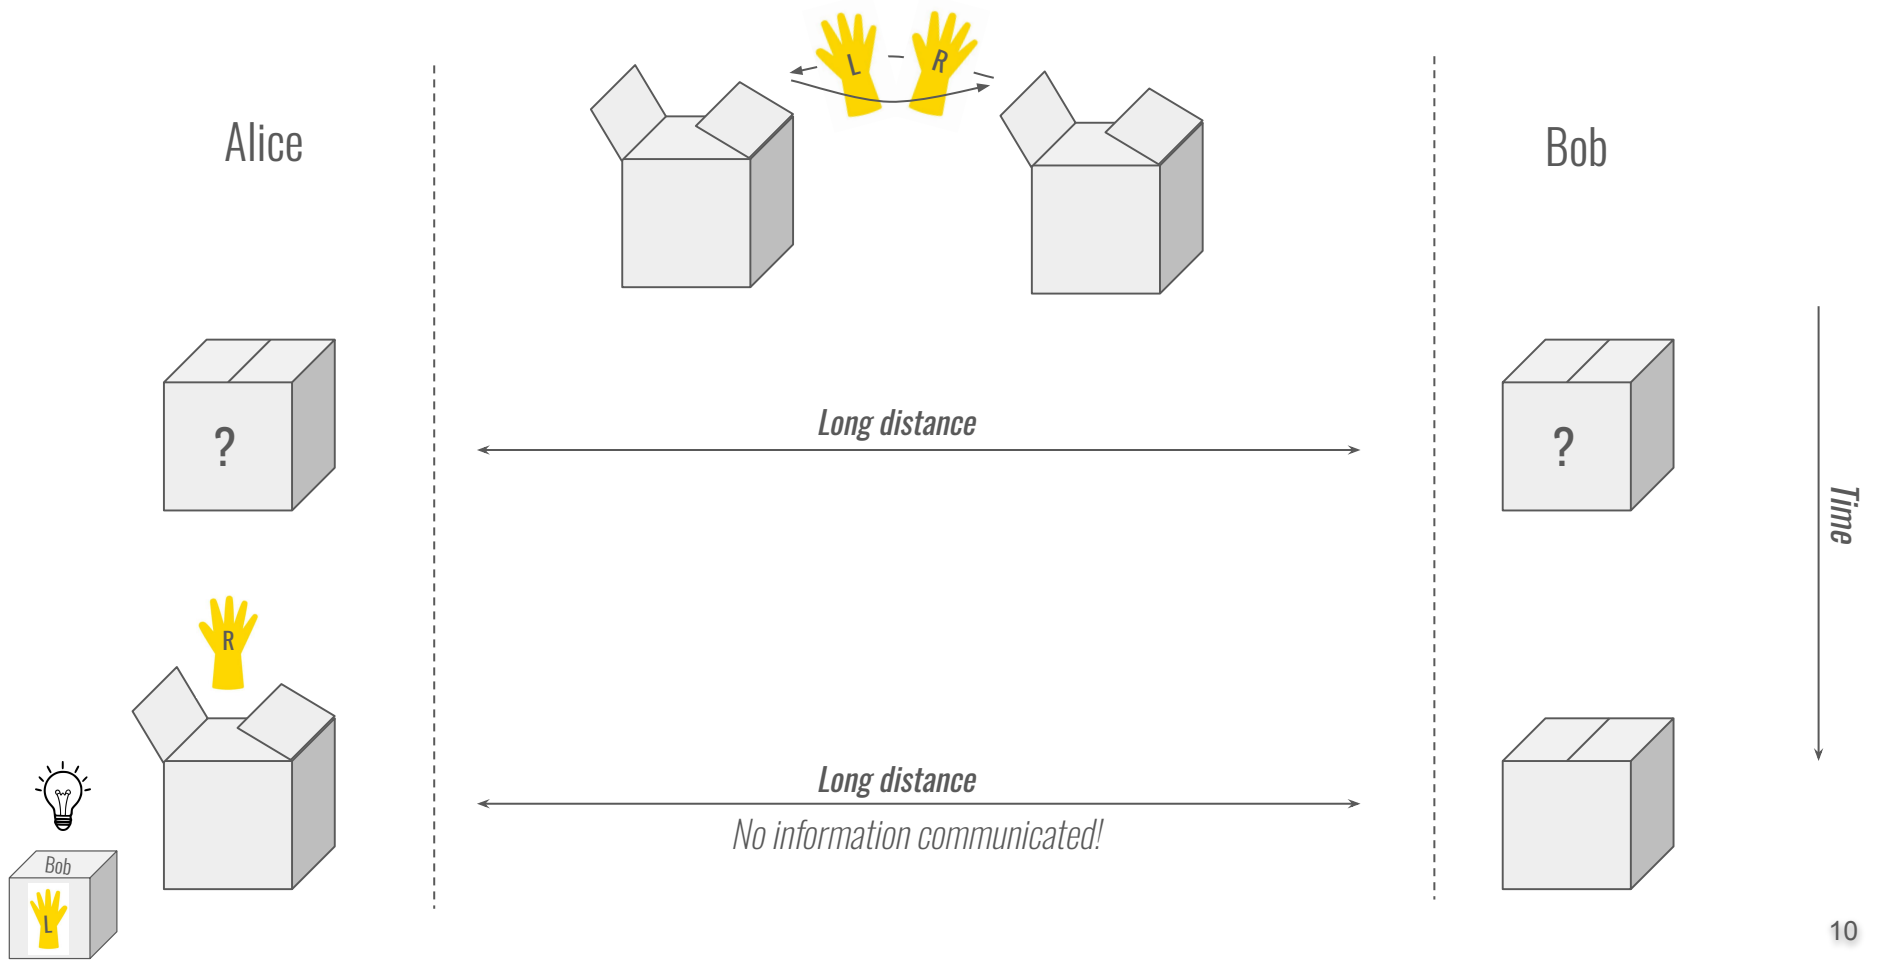 L
R
Alice
Bob
Long distance
?
?
Time
R
Long distance
No information communicated!
Bob
L
10